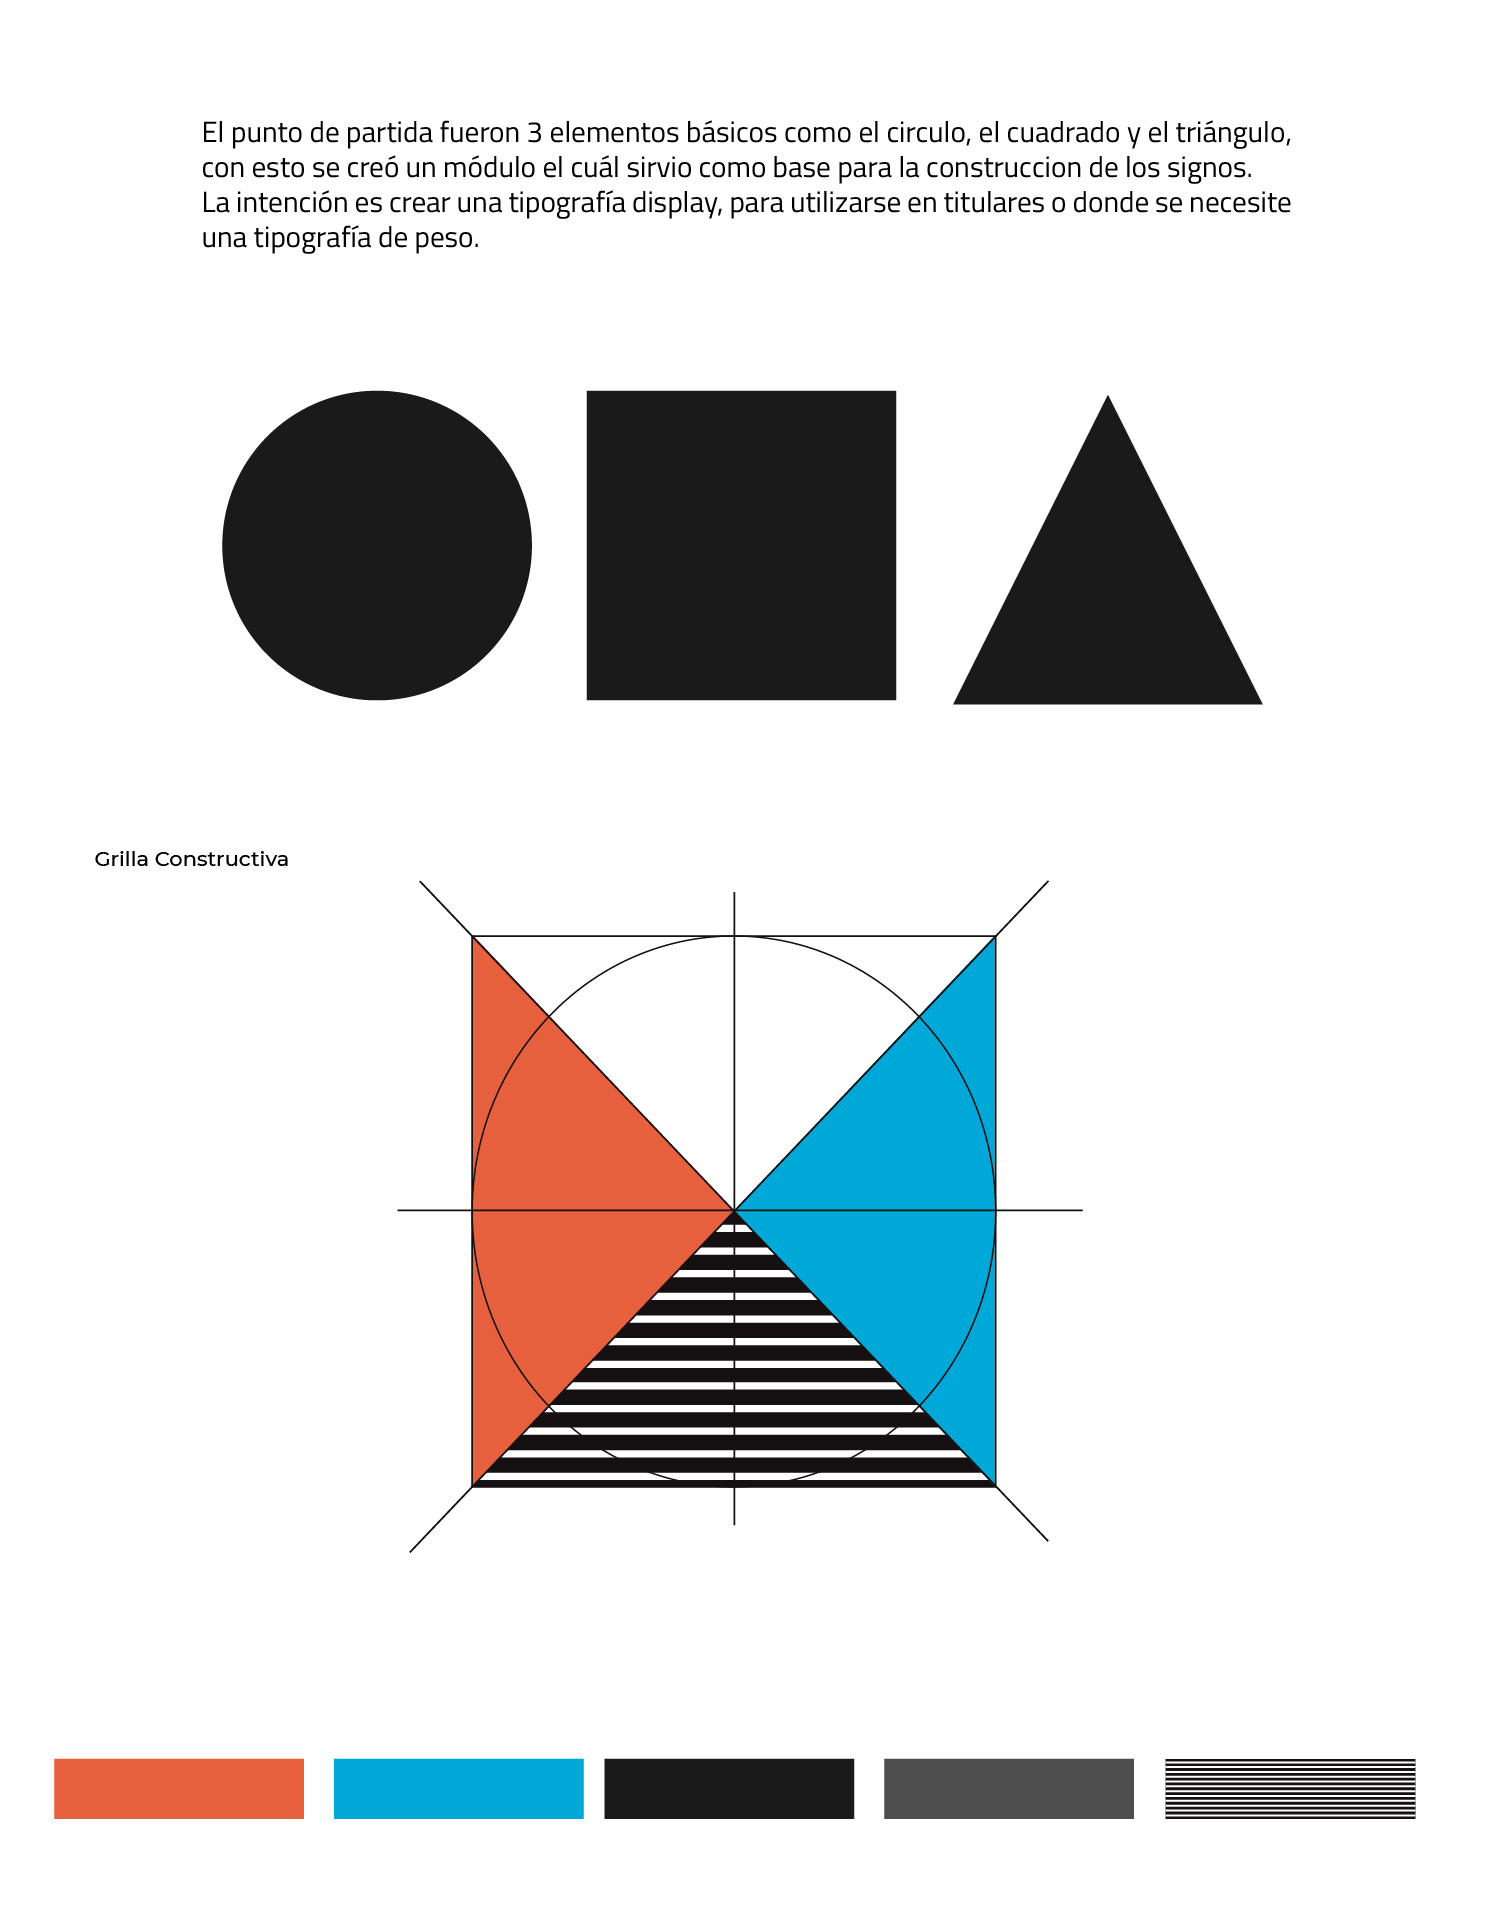 El punto de partida fueron 3 elementos básicos como el circulo, el cuadrado y el triángulo,
con esto se creó un módulo el cuál sirvio como base para la construccion de los signos.
La intención es crear una tipografía display, para utilizarse en titulares o donde se necesite
una tipografía de peso.
Grilla Constructiva